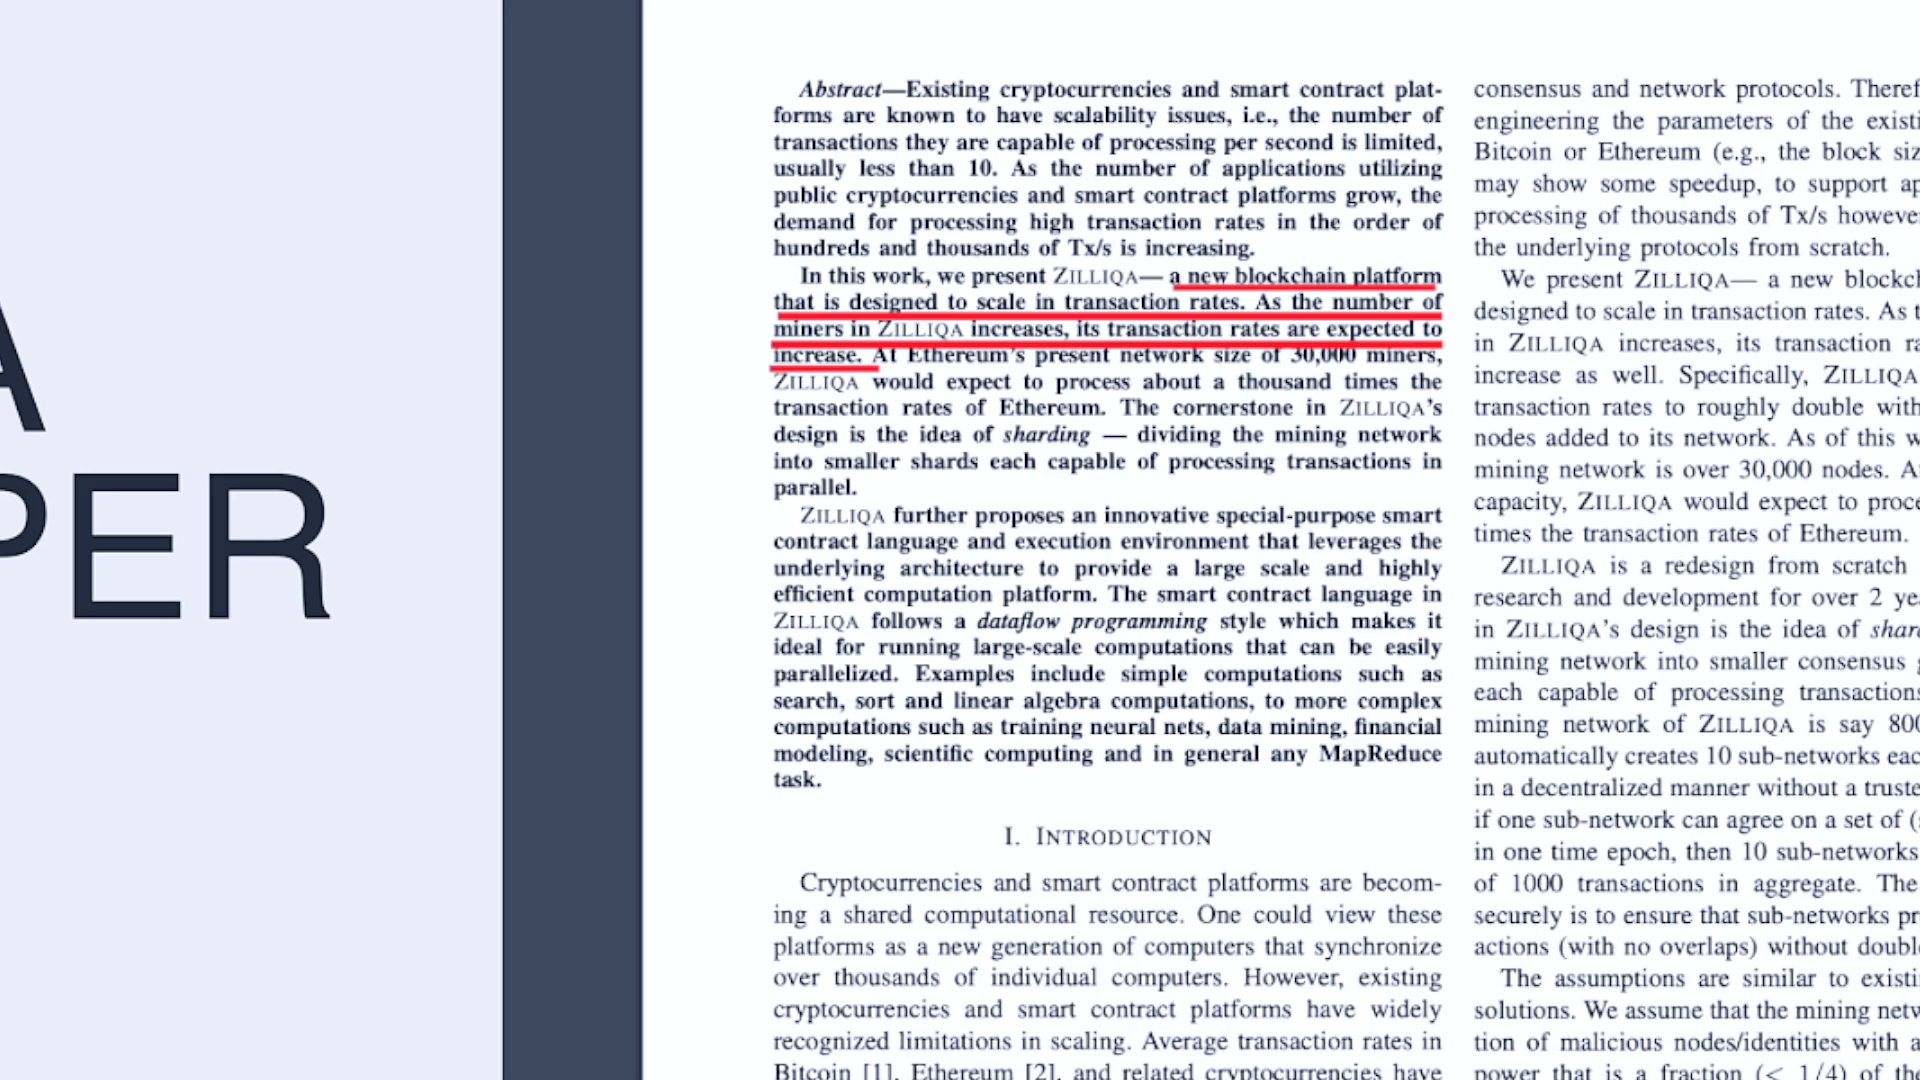 A
PER
Abstract—Existing cryptocurrencies and smart contract plat-
forms are known to have scalability issues, i.e., the number of
transactions they are capable of processing per second is limited,
usually less than 10. As the number of applications utilizing
public cryptocurrencies and smart contract platforms grow, the
demand for processing high transaction rates in the order of
hundreds and thousands of Tx/s is increasing.
In this work, we present ZILLIQA— a new blockchain platform
that is designed to scale in transaction rates. As the number of
miners in ZILLIQA increases, its transaction rates are expected to
increase. At Ethereum's present network size of 30,000 miners,
ZILLIQA would expect to process about a thousand times the
transaction rates of Ethereum. The cornerstone in ZILLIQA's
design is the idea of sharding — dividing the mining network
into smaller shards each capable of processing transactions in
parallel.
ZILLIQA further proposes an innovative special-purpose smart
contract language and execution environment that leverages the
underlying architecture to provide a large scale and highly
efficient computation platform. The smart contract language in
ZILLIQA follows a dataflow programming style which makes it
ideal for running large-scale computations that can be easily
parallelized. Examples include simple computations such as
search, sort and linear algebra computations, to more complex
computations such as training neural nets, data mining, financial
modeling, scientific computing and in general any MapReduce
task.
I. INTRODUCTION
Cryptocurrencies and smart contract platforms are becom-
ing a shared computational resource. One could view these
platforms as a new generation of computers that synchronize
over thousands of individual computers. However, existing
cryptocurrencies and smart contract platforms have widely
recognized limitations in scaling. Average transaction rates in
Bitcoin [1], Ethereum [2], and related cryptocurrencies have
consensus and network protocols. Theref
engineering the parameters of the existi
Bitcoin or Ethereum (e.g., the block siz
may show some speedup, to support ap
processing of thousands of Tx/s howeve
the underlying protocols from scratch.
We present ZILLIQA— a new blockch
designed to scale in transaction rates. As t
in ZILLIQA increases, its transaction ra
increase as well. Specifically, ZILLIQA
transaction rates to roughly double with
nodes added to its network. As of this w
mining network is over 30,000 nodes. A
capacity, ZILLIQA would expect to proce
times the transaction rates of Ethereum.
ZILLIQA is a redesign from scratch
research and development for over 2 ye
in ZILLIQA's design is the idea of shar
mining network into smaller consensus g
each capable of processing transactions
mining network of ZILLIQA is say 800
automatically creates 10 sub-networks eac
in a decentralized manner without a truste
if one sub-network can agree on a set of (
in one time epoch, then 10 sub-networks
of 1000 transactions in aggregate. The
securely is to ensure that sub-networks pr
actions (with no overlaps) without double
The assumptions are similar to existi
solutions. We assume that the mining netw
tion of malicious nodes/identities with a
power that is a fraction (< 1/4) of the